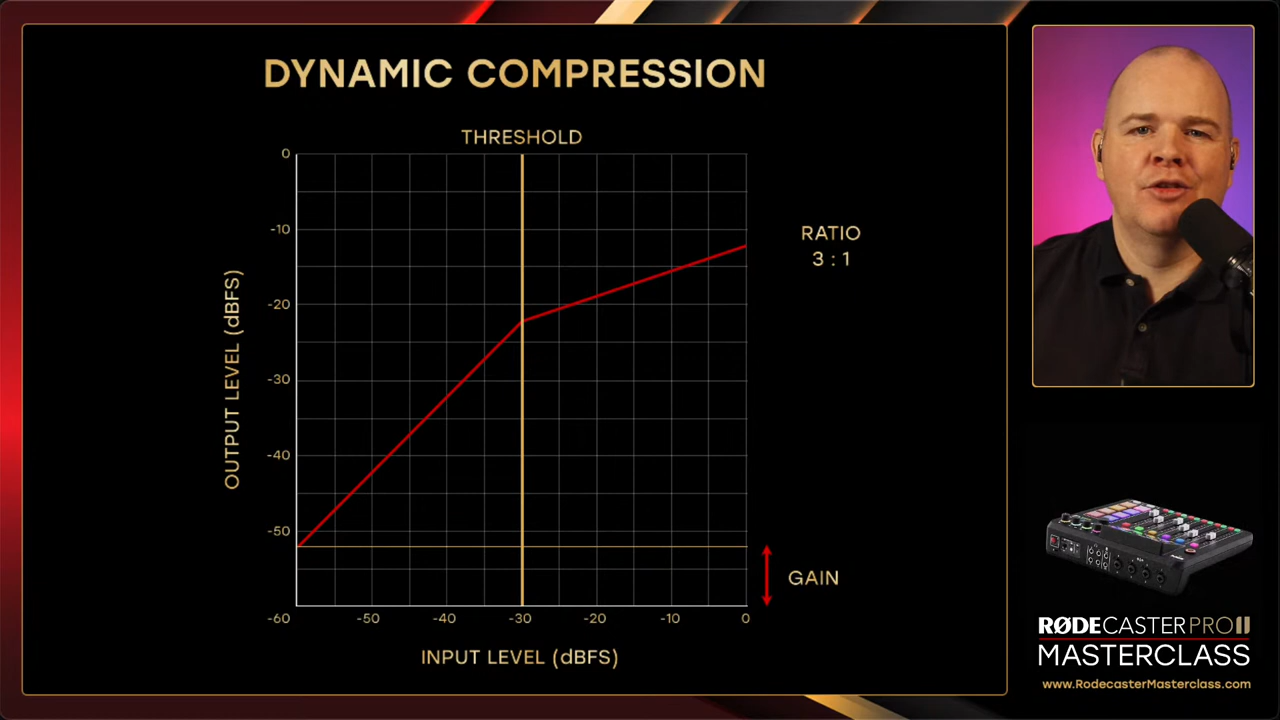 DYNAMIC COMPRESSION
THRESHOLD
0
-10
-20
-30
-40
-50
OUTPUT LEVEL (dBFS)
RATIO
3 : 1
GAIN
-60
-50
-40
-30
-20
-10
0
INPUT LEVEL (dBFS)
RØDECASTER PRO II
MASTERCLASS
www.RodecasterMasterclass.com